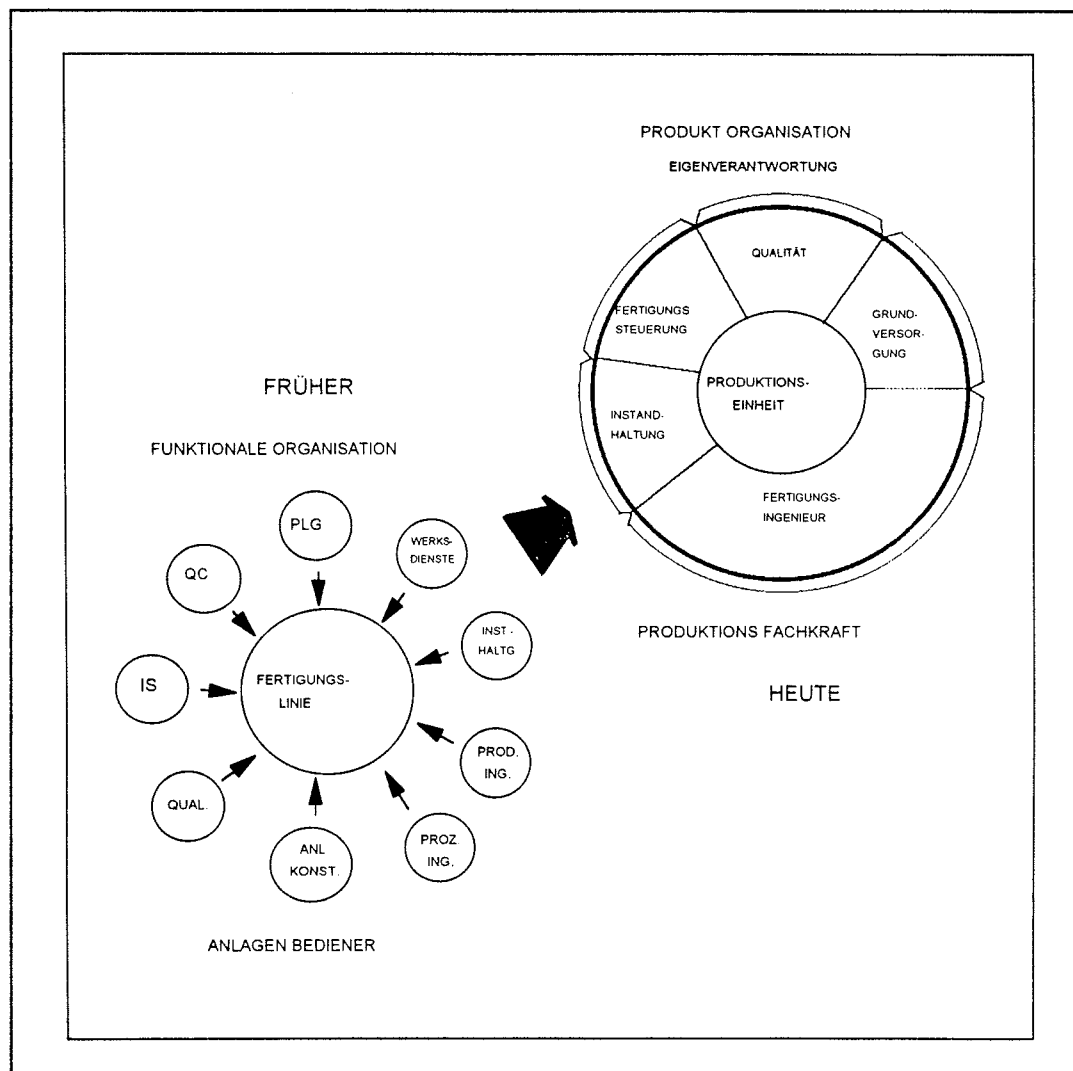 PRODUKT ORGANISATION
EIGENVERANTWORTUNG
QUALITÄT
FERTIGUNGS
STEUERUNG
GRUND-
VERSOR-
GUNG
PRODUKTIONS-
EINHEIT
INSTAND-
HALTUNG
FERTIGUNGS-
INGENIEUR
PRODUKTIONS FACHKRAFT
HEUTE
FRÜHER
FUNKTIONALE ORGANISATION
PLG
WERKS-
DIENSTE
QC
INST -
HALTG
IS
FERTIGUNGS-
LINIE
PROD.
ING.
QUAL.
ANL
KONST.
PROZ.
ING.
ANLAGEN BEDIENER